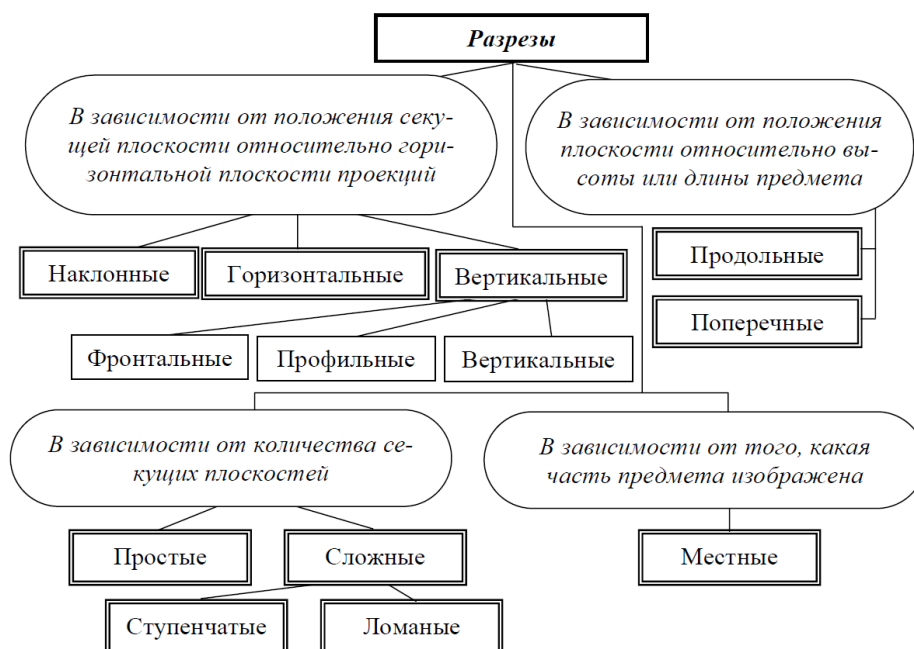 Разрезы
В зависимости от положения секу-
щей плоскости относительно гори-
зонтальной плоскости проекций
В зависимости от положения
плоскости относительно вы-
соты или длины предмета
Наклонные
Горизонтальные
Вертикальные
Продольные
Поперечные
Фронтальные
Профильные
Вертикальные
В зависимости от количества се-
кущих плоскостей
В зависимости от того, какая
часть предмета изображена
Простые
Сложные
Местные
Ступенчатые
Ломаные